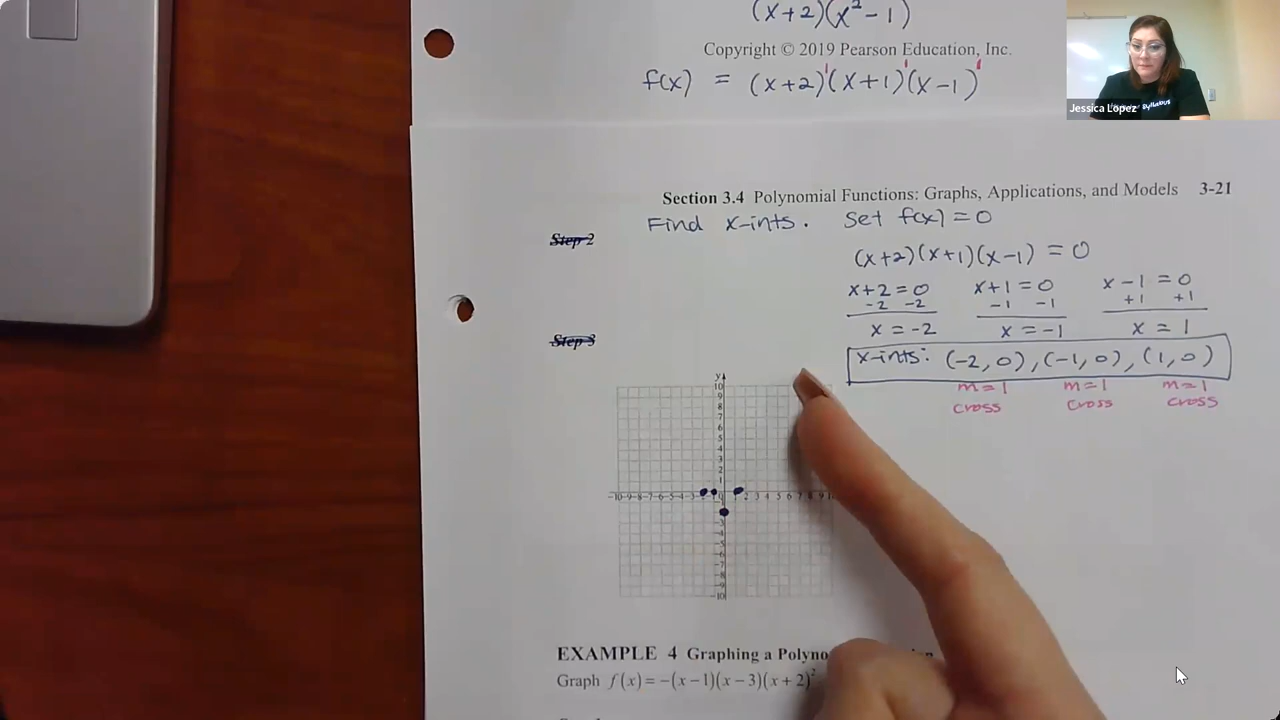 (x+2)(x²-1)
Copyright © 2019 Pearson Education, Inc.
f(x) = (x+2)¹(x+1)¹(x-1)¹
Jessica Lopez
Section 3.4 Polynomial Functions: Graphs, Applications, and Models 3-21
Step 2
Find x-ints. Set f(x)=0
(x+2)(x+1)(x-1) = 0
x+2=0 x+1=0 x-1=0
-2 -2 -1 -1 +1 +1
x=-2 x=-1 x=1
Step 3
x-ints: (-2,0), (-1,0), (1,0)
m=1 m=1 m=1
cross cross cross
y
EXAMPLE 4 Graphing a
Graph f(x)=-(x-1)(x-3)(x+2)²